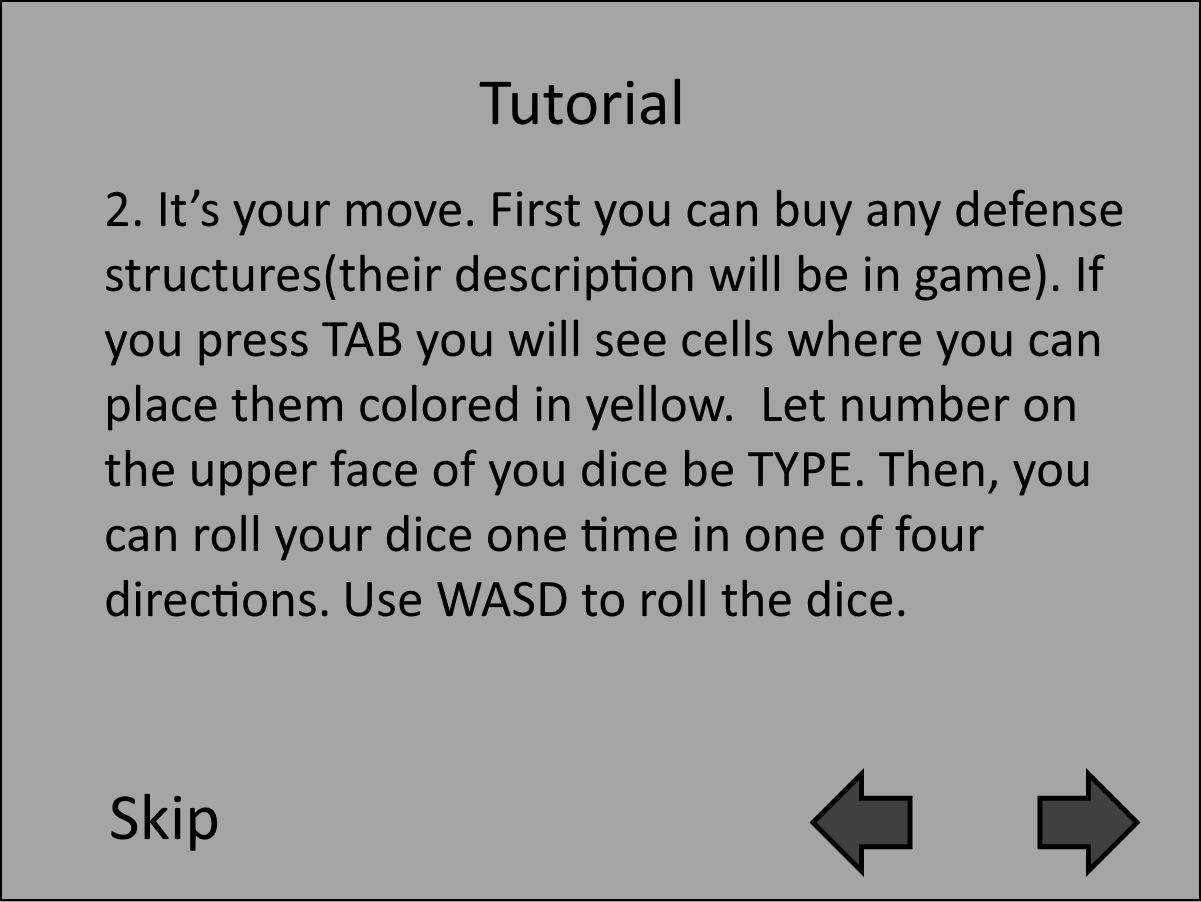 Tutorial
2. It’s your move. First you can buy any defense
structures(their description will be in game). If
you press TAB you will see cells where you can
place them colored in yellow.  Let number on
the upper face of you dice be TYPE. Then, you
can roll your dice one time in one of four
directions. Use WASD to roll the dice.
Skip